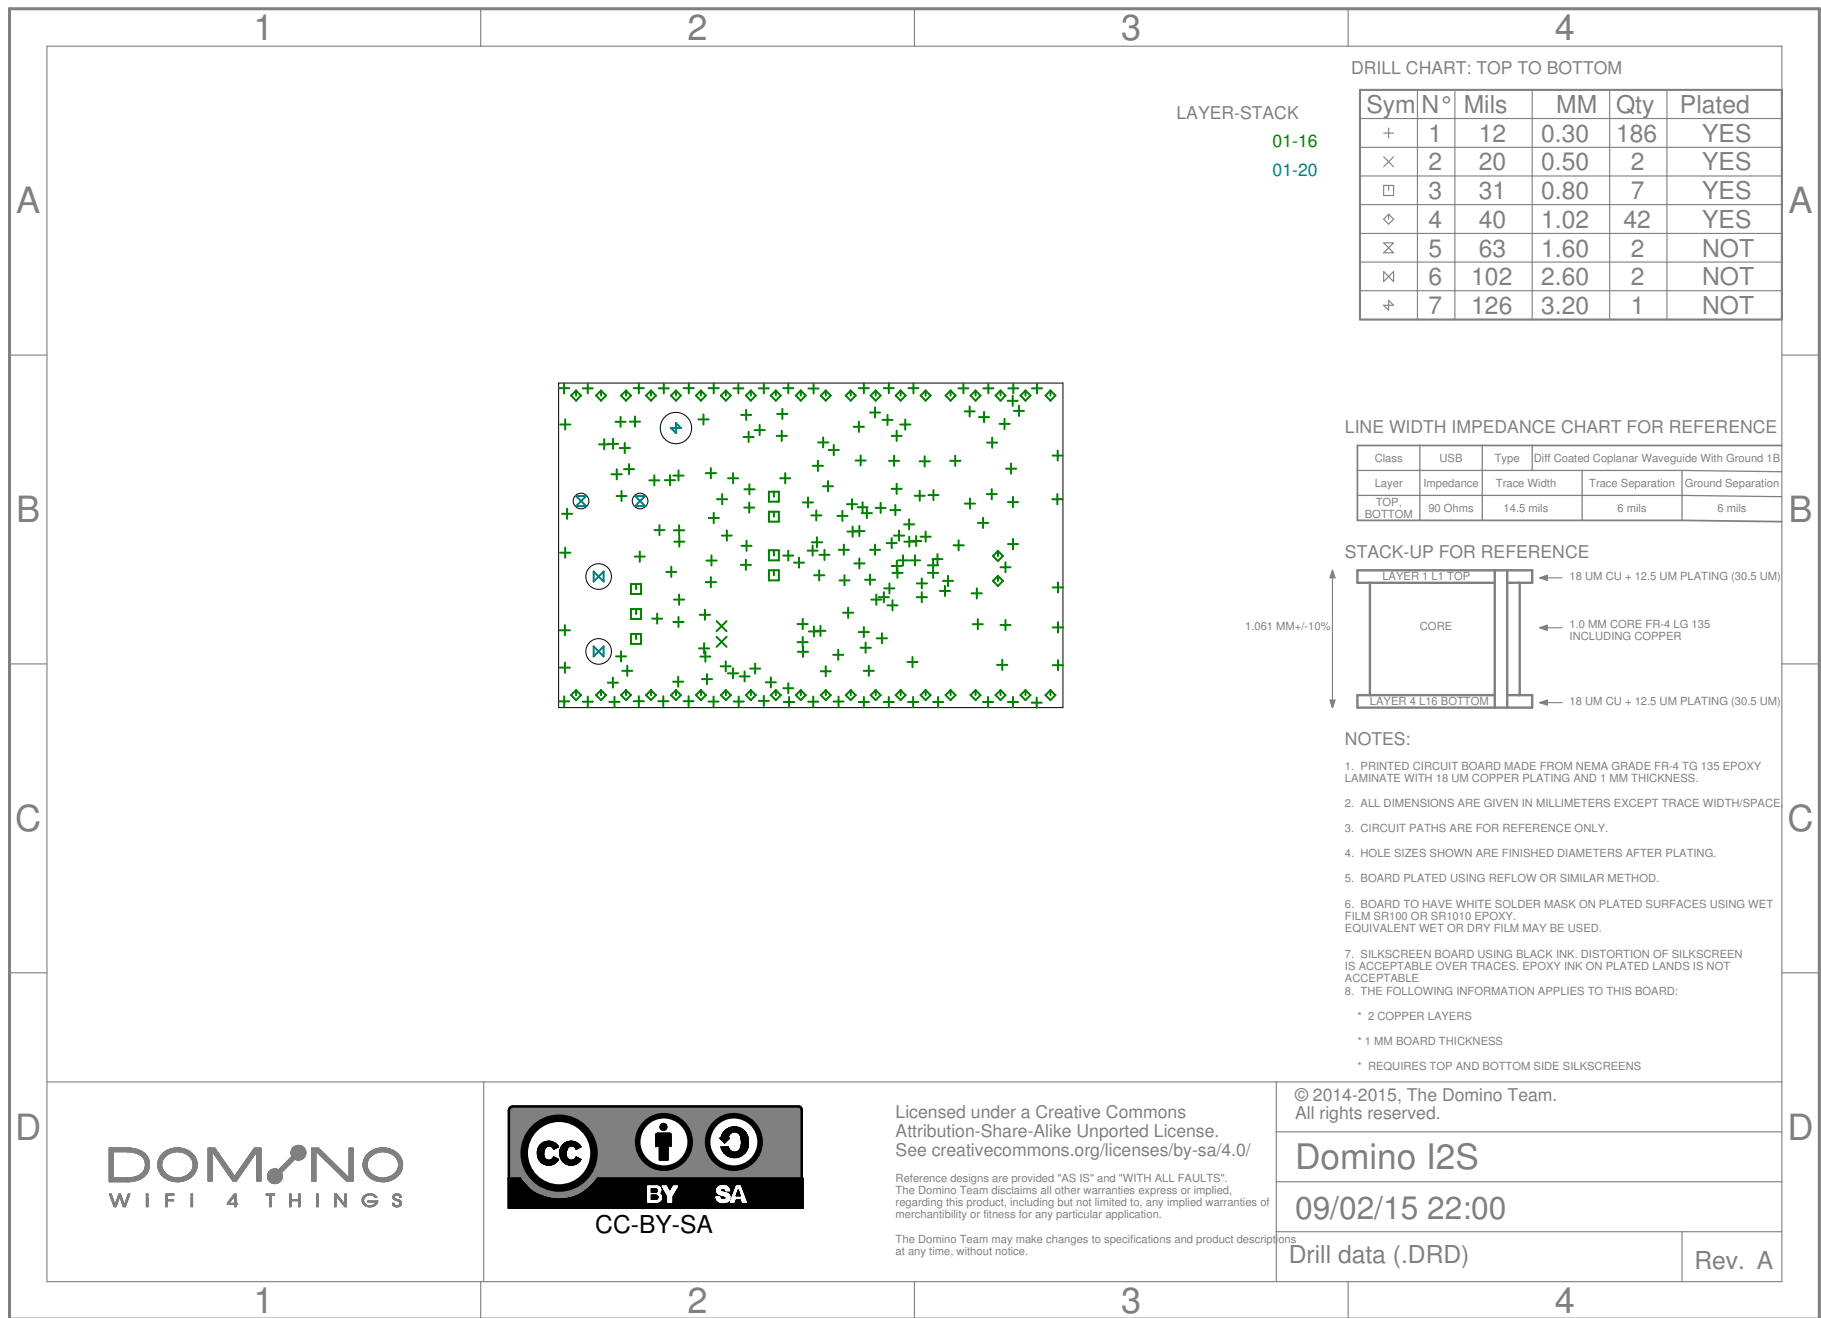 1 2 3 4
DRILL CHART: TOP TO BOTTOM
LAYER-STACK
01-16
01-20
Sym N° Mils MM Qty Plated
+ 1 12 0.30 186 YES
× 2 20 0.50 2 YES
3 31 0.80 7 YES
4 40 1.02 42 YES
5 63 1.60 2 NOT
6 102 2.60 2 NOT
7 126 3.20 1 NOT
A A
LINE WIDTH IMPEDANCE CHART FOR REFERENCE
Class USB Type Diff Coated Coplanar Waveguide With Ground 1B
Layer Impedance Trace Width Trace Separation Ground Separation
TOP,
BOTTOM 90 Ohms 14.5 mils 6 mils 6 mils
B B
STACK-UP FOR REFERENCE
LAYER 1 L1 TOP 18 UM CU + 12.5 UM PLATING (30.5 UM)
1.061 MM+/-10% CORE 1.0 MM CORE FR-4 LG 135
INCLUDING COPPER
LAYER 4 L16 BOTTOM 18 UM CU + 12.5 UM PLATING (30.5 UM)
NOTES:
1. PRINTED CIRCUIT BOARD MADE FROM NEMA GRADE FR-4 TG 135 EPOXY
LAMINATE WITH 18 UM COPPER PLATING AND 1 MM THICKNESS.
2. ALL DIMENSIONS ARE GIVEN IN MILLIMETERS EXCEPT TRACE WIDTH/SPACE
C C
3. CIRCUIT PATHS ARE FOR REFERENCE ONLY.
4. HOLE SIZES SHOWN ARE FINISHED DIAMETERS AFTER PLATING.
5. BOARD PLATED USING REFLOW OR SIMILAR METHOD.
6. BOARD TO HAVE WHITE SOLDER MASK ON PLATED SURFACES USING WET
FILM SR100 OR SR1010 EPOXY.
EQUIVALENT WET OR DRY FILM MAY BE USED.
7. SILKSCREEN BOARD USING BLACK INK. DISTORTION OF SILKSCREEN
IS ACCEPTABLE OVER TRACES. EPOXY INK ON PLATED LANDS IS NOT
ACCEPTABLE
8. THE FOLLOWING INFORMATION APPLIES TO THIS BOARD:
* 2 COPPER LAYERS
* 1 MM BOARD THICKNESS
* REQUIRES TOP AND BOTTOM SIDE SILKSCREENS
D D
DOMINO
WiFi 4 THINGS
cc
BY SA
CC-BY-SA
Licensed under a Creative Commons
Attribution-Share-Alike Unported License.
See creativecommons.org/licenses/by-sa/4.0/
Reference designs are provided "AS IS" and "WITH ALL FAULTS".
The Domino Team disclaims all other warranties express or implied,
regarding this product, including but not limited to, any implied warranties of
merchantibility or fitness for any particular application.
The Domino Team may make changes to specifications and product descriptions
at any time, without notice.
© 2014-2015, The Domino Team.
All rights reserved.
Domino I2S
09/02/15 22:00
Drill data (.DRD)
Rev. A
1 2 3 4